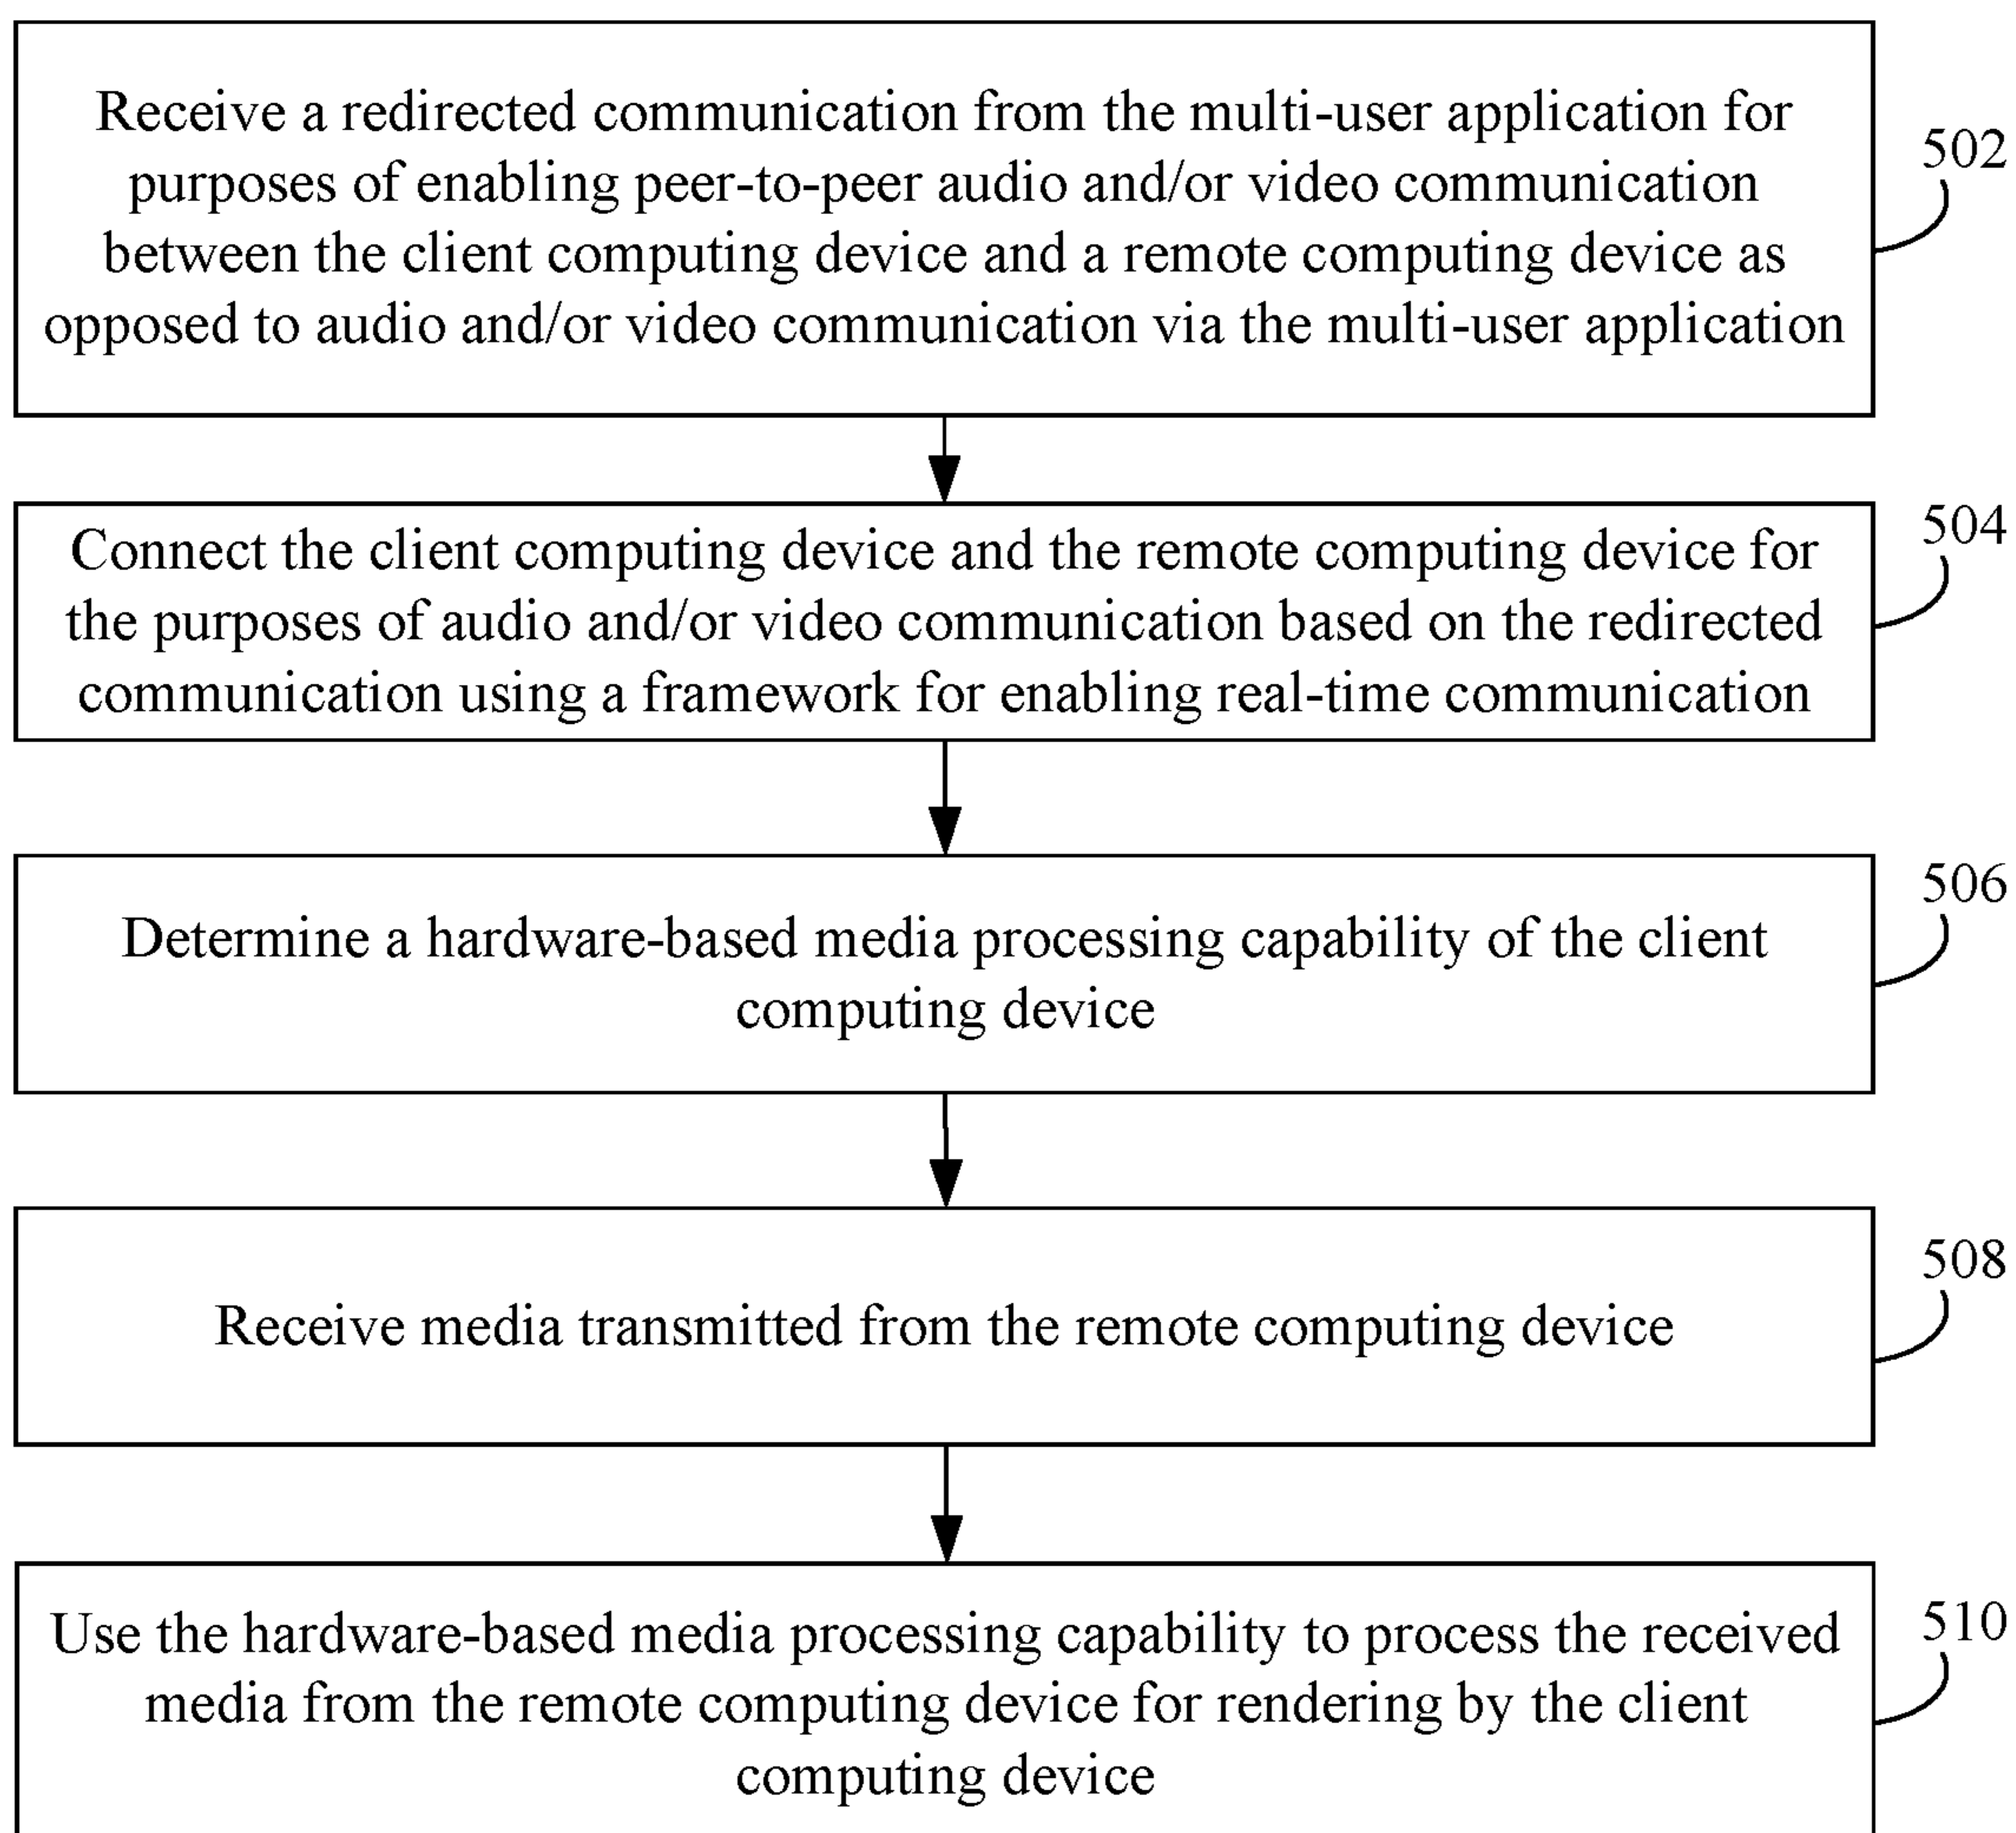 Receive a redirected communication from the multi-user application for
purposes of enabling peer-to-peer audio and/or video communication
between the client computing device and a remote computing device as
opposed to audio and/or video communication via the multi-user application
502
Connect the client computing device and the remote computing device for
the purposes of audio and/or video communication based on the redirected
communication using a framework for enabling real-time communication
504
Determine a hardware-based media processing capability of the client
computing device
506
Receive media transmitted from the remote computing device
508
Use the hardware-based media processing capability to process the received
media from the remote computing device for rendering by the client
computing device
510